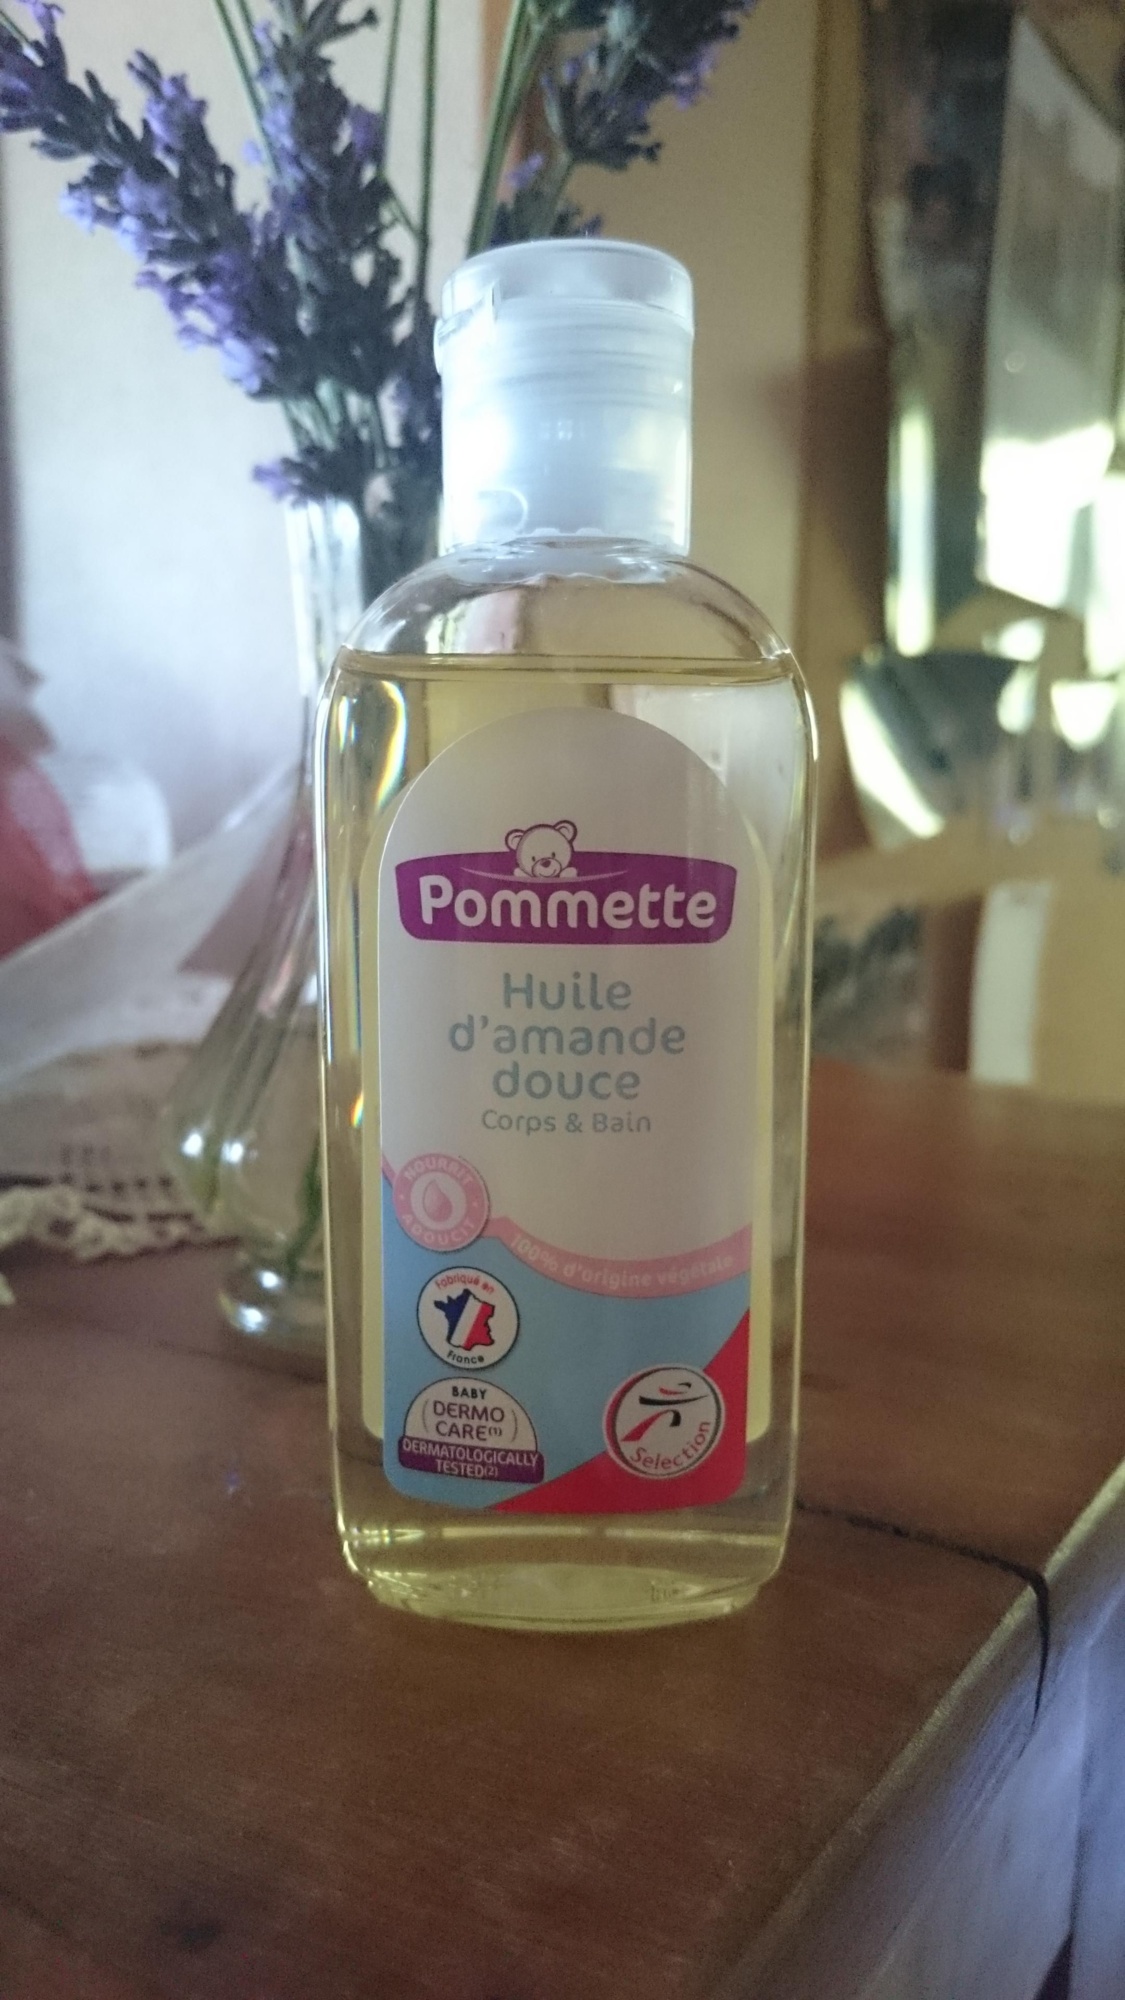 Pommette
Huile
d'amande
douce
Corps & Bain
NOURRIT
ADOUCIT
100% d'origine végétale
Fabriqué en
France
BABY
DERMO
CARE(1)
DERMATOLOGICALLY
TESTED(2)
Sélection